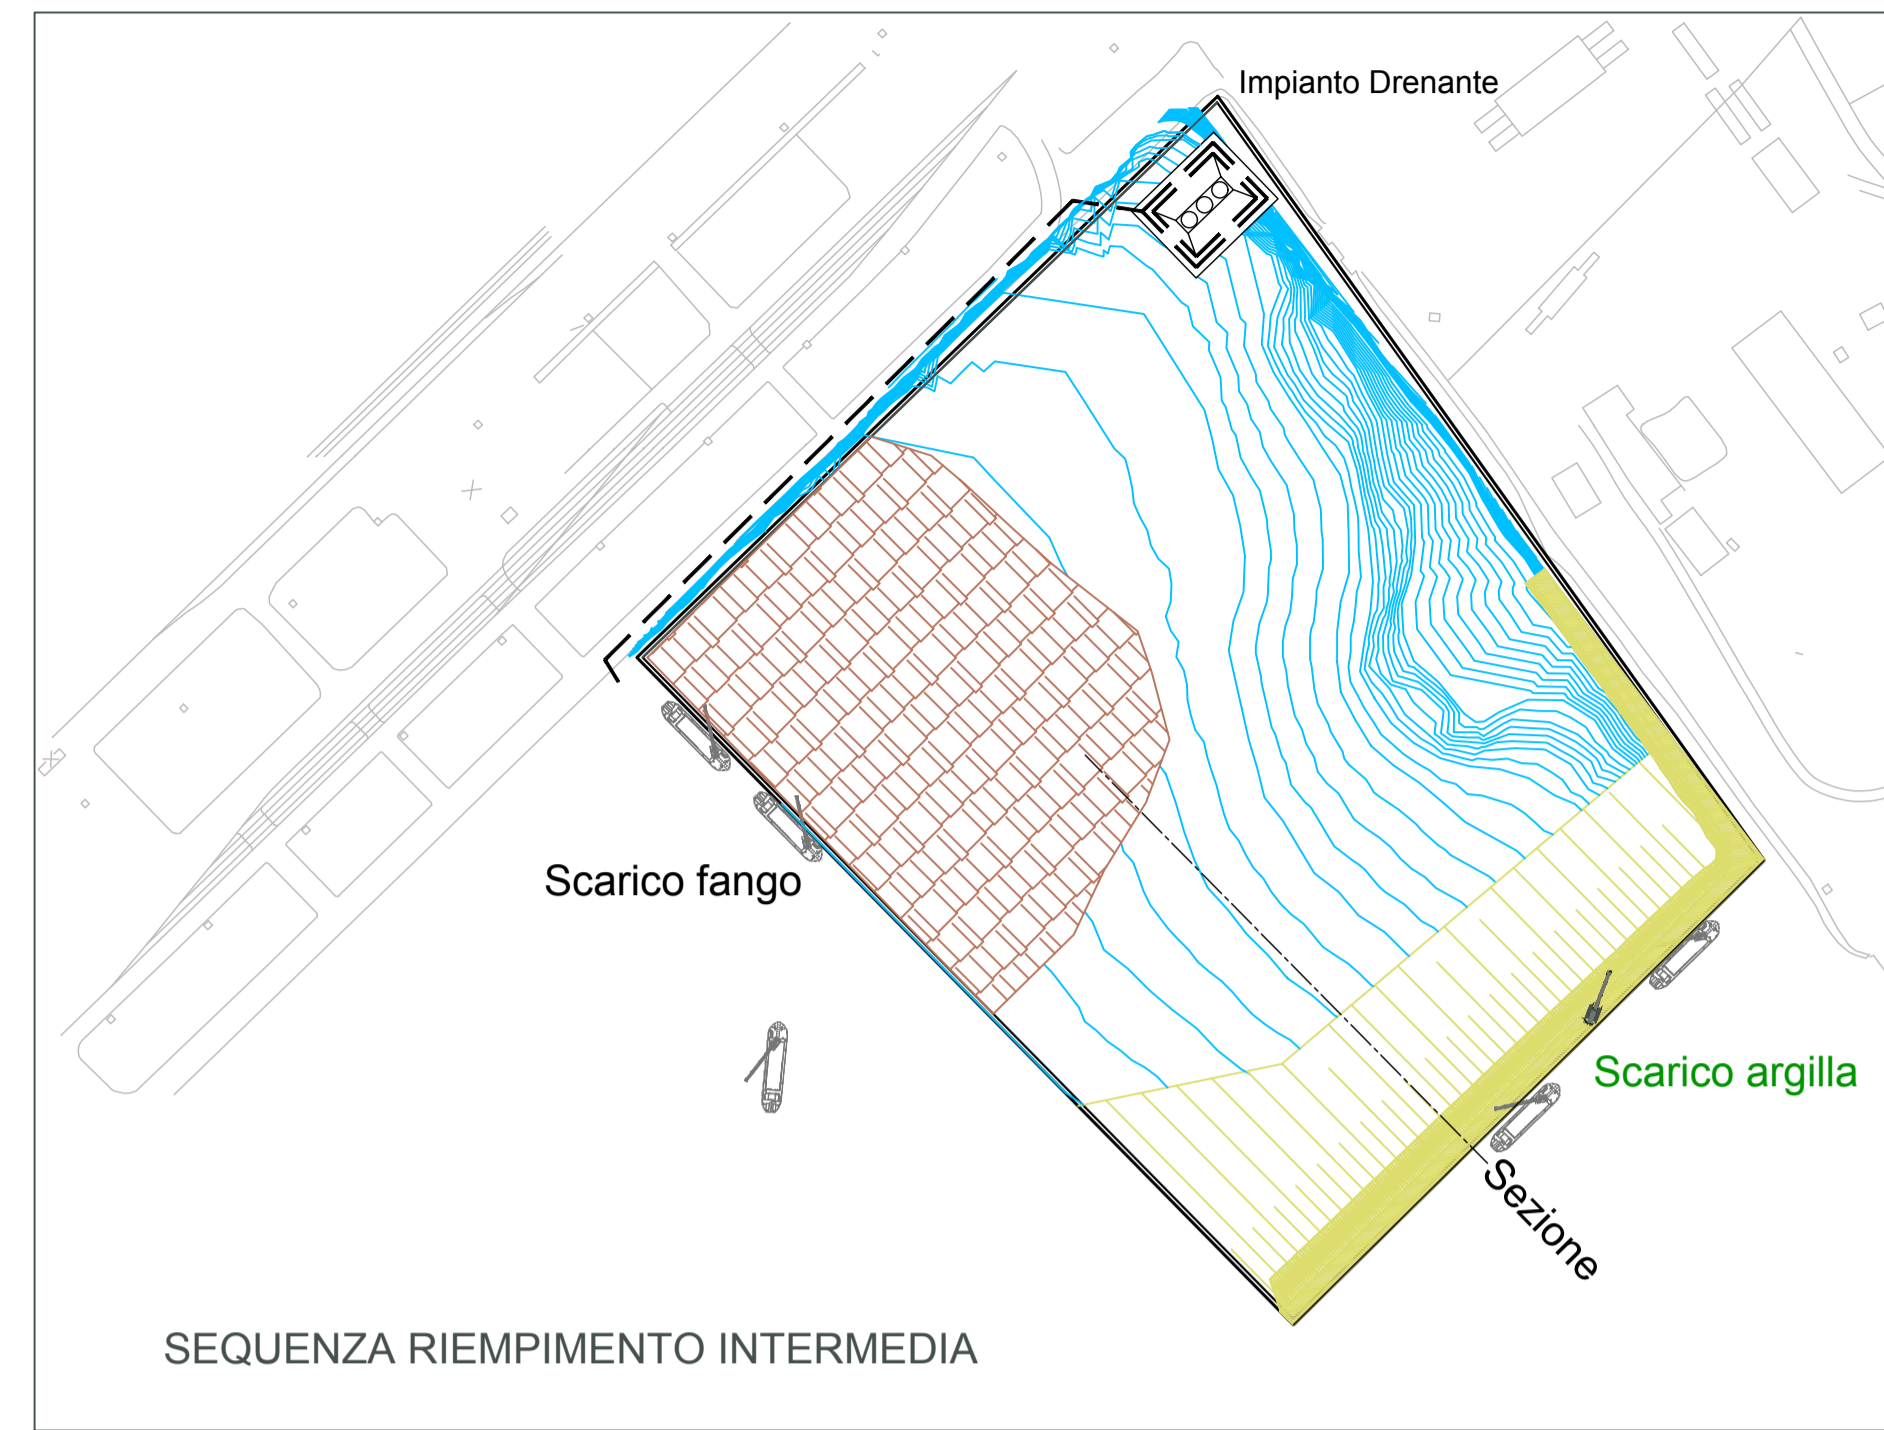 Impianto Drenante
Scarico fango
Scarico argilla
Sezione
SEQUENZA RIEMPIMENTO INTERMEDIA